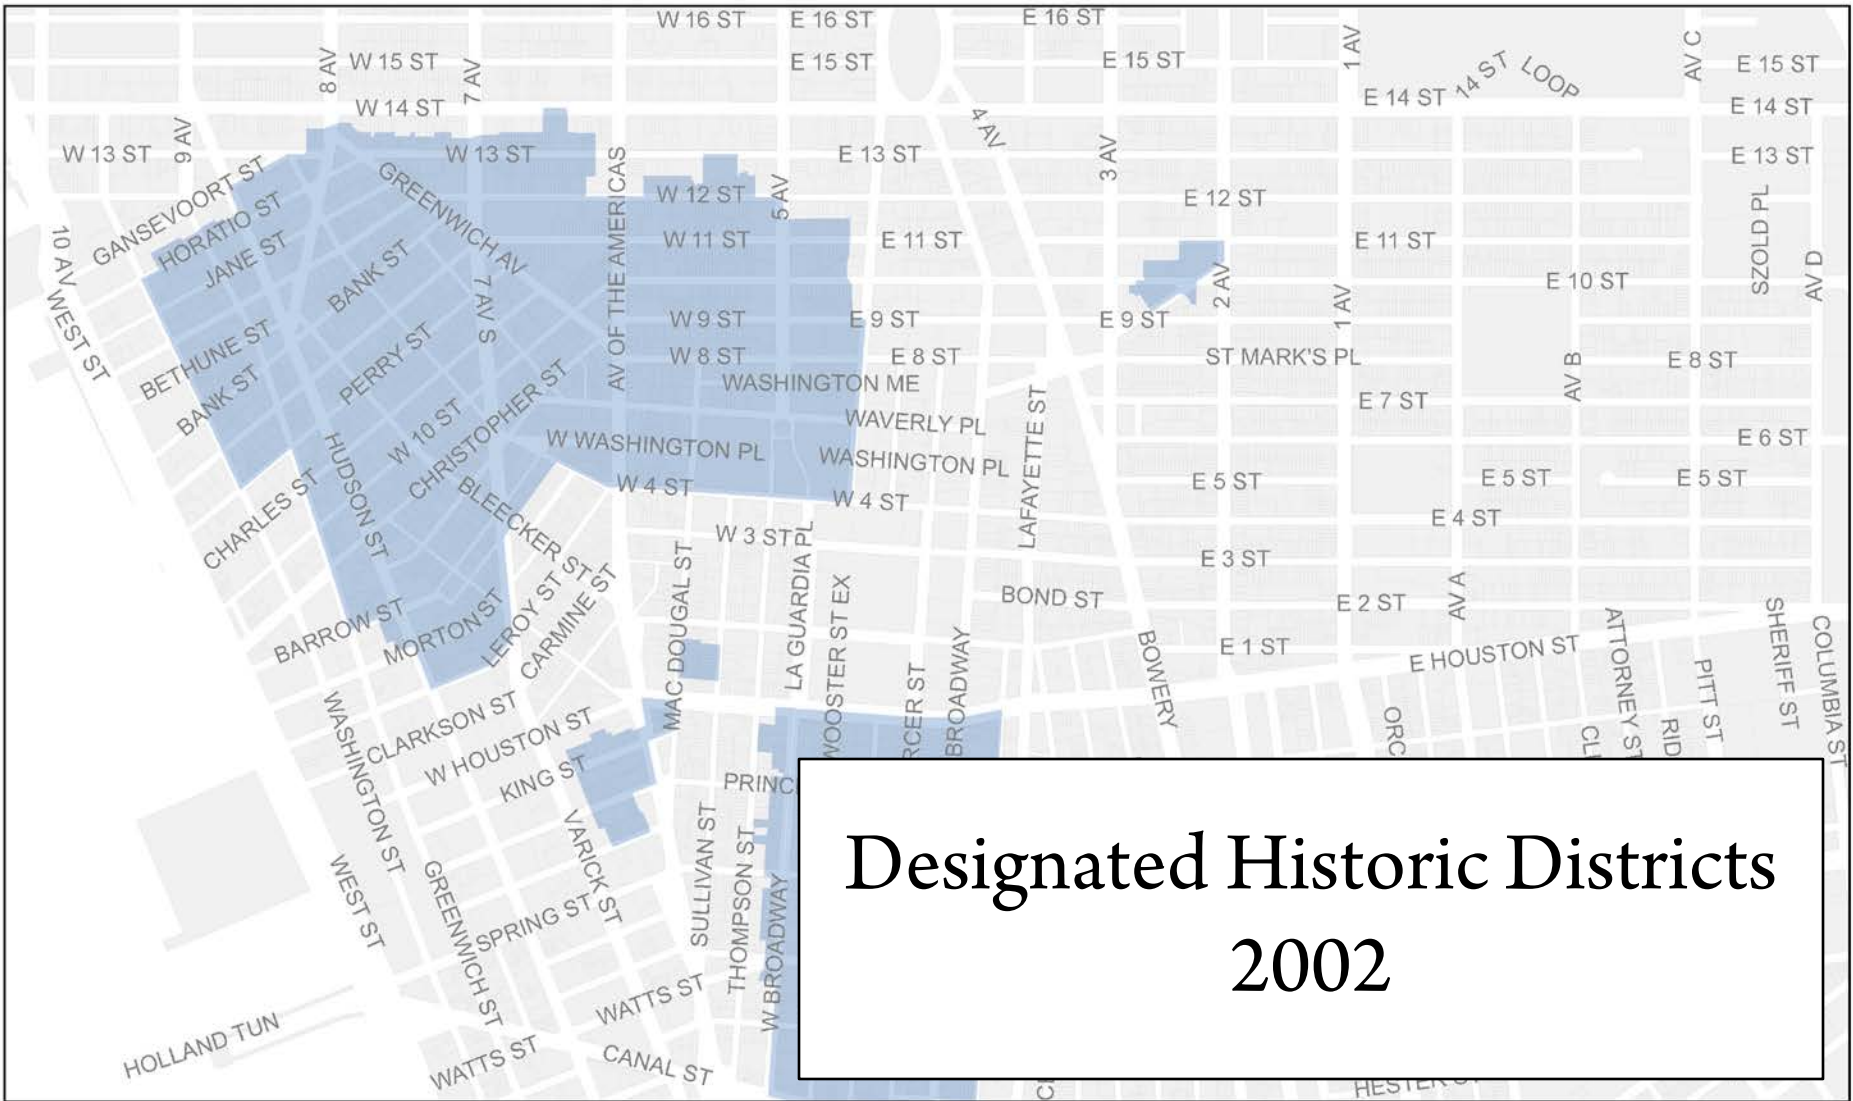 W 16 ST
E 16 ST
E 16 ST
8 AV
W 15 ST
7 AV
E 15 ST
E 15 ST
1 AV
14 ST LOOP
AV C
E 15 ST
W 14 ST
E 14 ST
E 14 ST
W 13 ST
9 AV
W 13 ST
E 13 ST
4 AV
3 AV
E 13 ST
GANSEVOORT ST
GREENWICH AV
AV OF THE AMERICAS
W 12 ST
5 AV
E 12 ST
SZOLD PL
10 AV
HORATIO ST
JANE ST
BANK ST
W 11 ST
E 11 ST
E 11 ST
2 AV
E 10 ST
AV D
WEST ST
7 AV S
W 9 ST
E 9 ST
E 9 ST
1 AV
BETHUNE ST
BANK ST
PERRY ST
W 8 ST
E 8 ST
ST MARK'S PL
AV B
E 8 ST
WASHINGTON ME
E 7 ST
W 10 ST
CHRISTOPHER ST
WAVERLY PL
LAFAYETTE ST
E 6 ST
HUDSON ST
W WASHINGTON PL
WASHINGTON PL
CHARLES ST
BLEECKER ST
W 4 ST
W 4 ST
E 5 ST
E 5 ST
E 5 ST
W 3 ST
E 4 ST
E 3 ST
BARROW ST
MORTON ST
LEROY ST
CARMINE ST
MAC DOUGAL ST
LA GUARDIA PL
WOOSTER ST EX
BOND ST
BOWERY
E 2 ST
AV A
E 1 ST
E HOUSTON ST
ATTORNEY ST
PITT ST
SHERIFF ST
COLUMBIA ST
WASHINGTON ST
CLARKSON ST
W HOUSTON ST
KING ST
RCER ST
BROADWAY
ORC
CLI
RID
PRINC
VARICK ST
SULLIVAN ST
THOMPSON ST
W BROADWAY
WEST ST
GREENWICH ST
SPRING ST
WATTS ST
HOLLAND TUN
WATTS ST
CANAL ST
Designated Historic Districts
2002